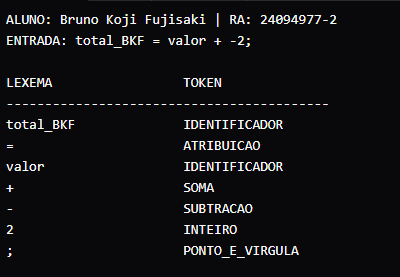 ALUNO: Bruno Koji Fujisaki | RA: 24094977-2
ENTRADA: total_BKF = valor + -2;
LEXEMA TOKEN
------------------------------------------
total_BKF IDENTIFICADOR
= ATRIBUICAO
valor IDENTIFICADOR
+ SOMA
- SUBTRACAO
2 INTEIRO
; PONTO_E_VIRGULA